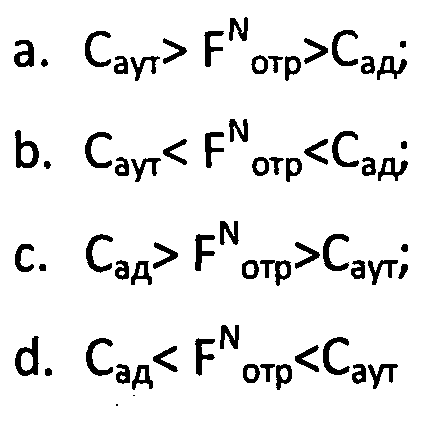 a. Cаут> FNотр>Cад;
b. Cаут< FNотр<Cад;
c. Cад> FNотр>Cаут;
d. Cад< FNотр<Cаут